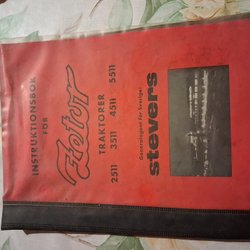 INSTRUKTIONSBOK
FÖR
Zetor
TRAKTORER
2511 3511 4511 5511
Generalagent för Sverige:
stevers